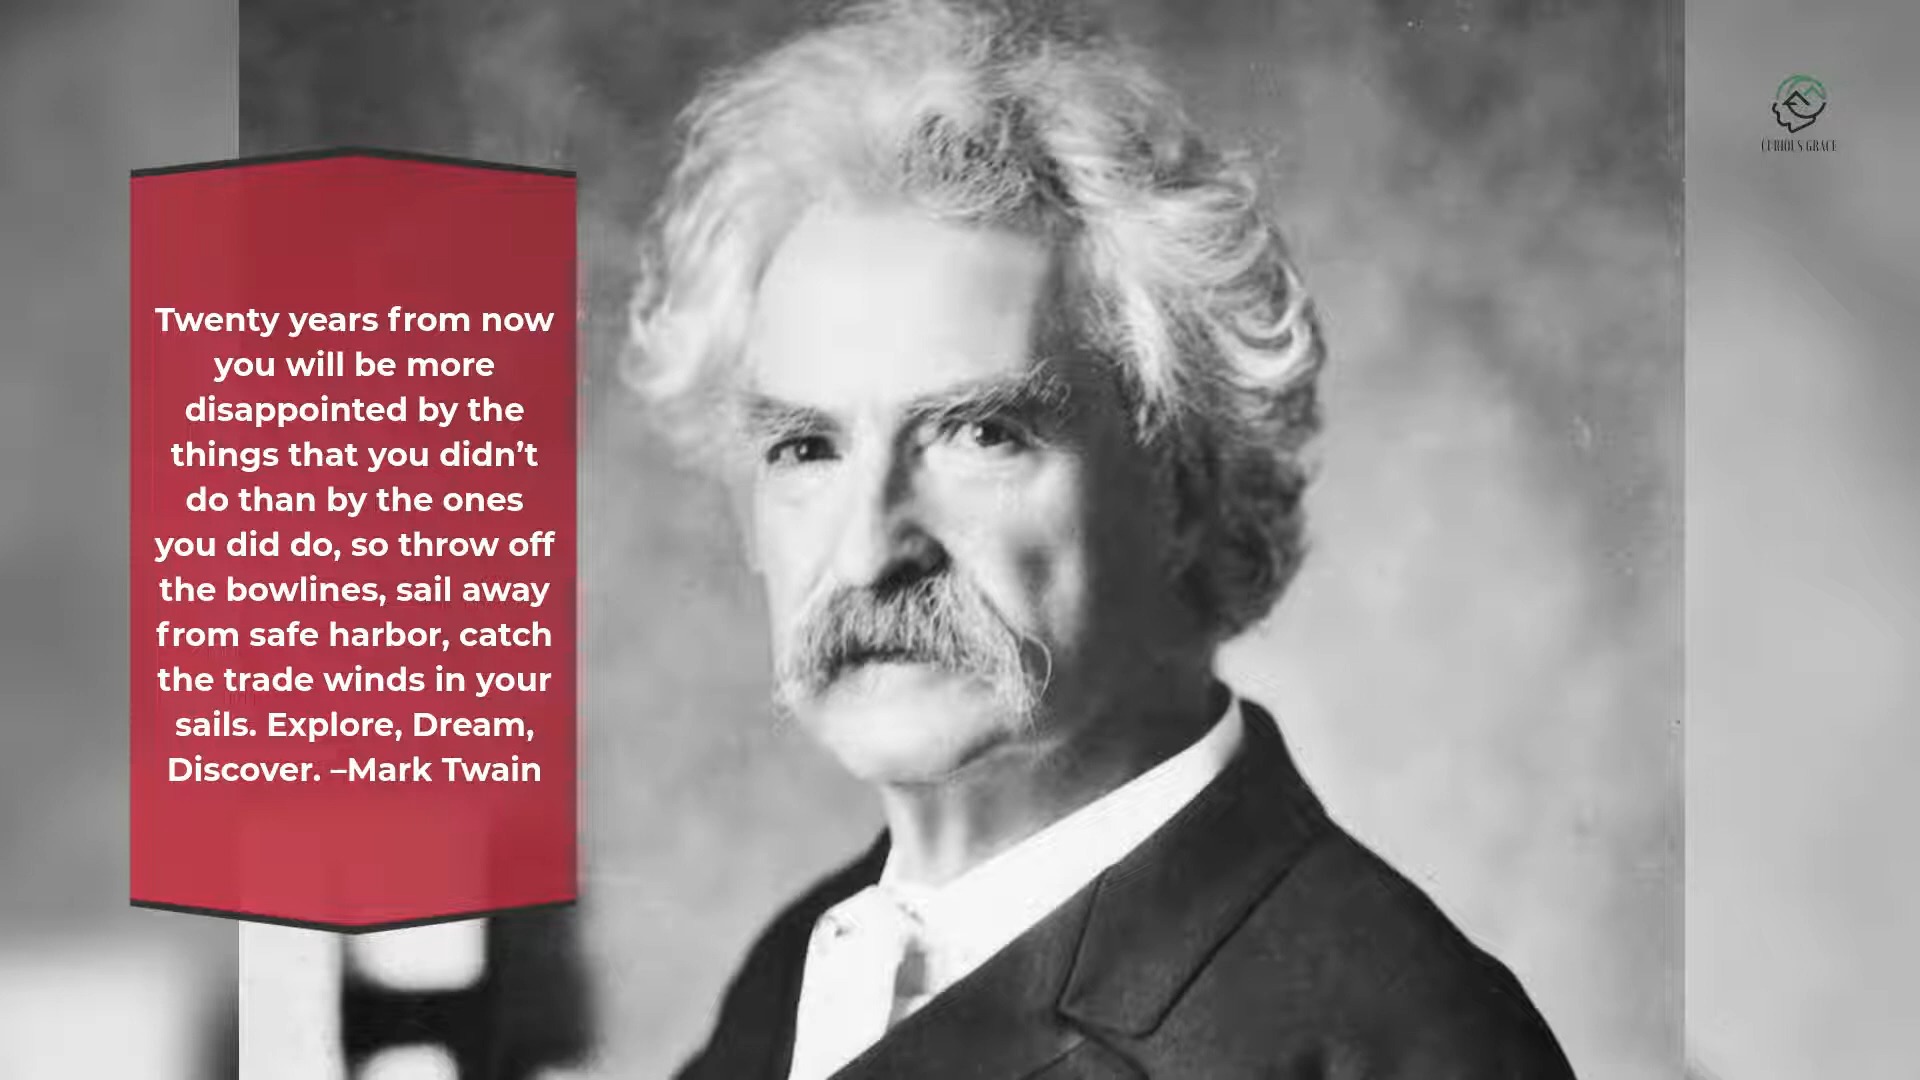 Twenty years from now
you will be more
disappointed by the
things that you didn’t
do than by the ones
you did do, so throw off
the bowlines, sail away
from safe harbor, catch
the trade winds in your
sails. Explore, Dream,
Discover. –Mark Twain
CURIOUS GRACE